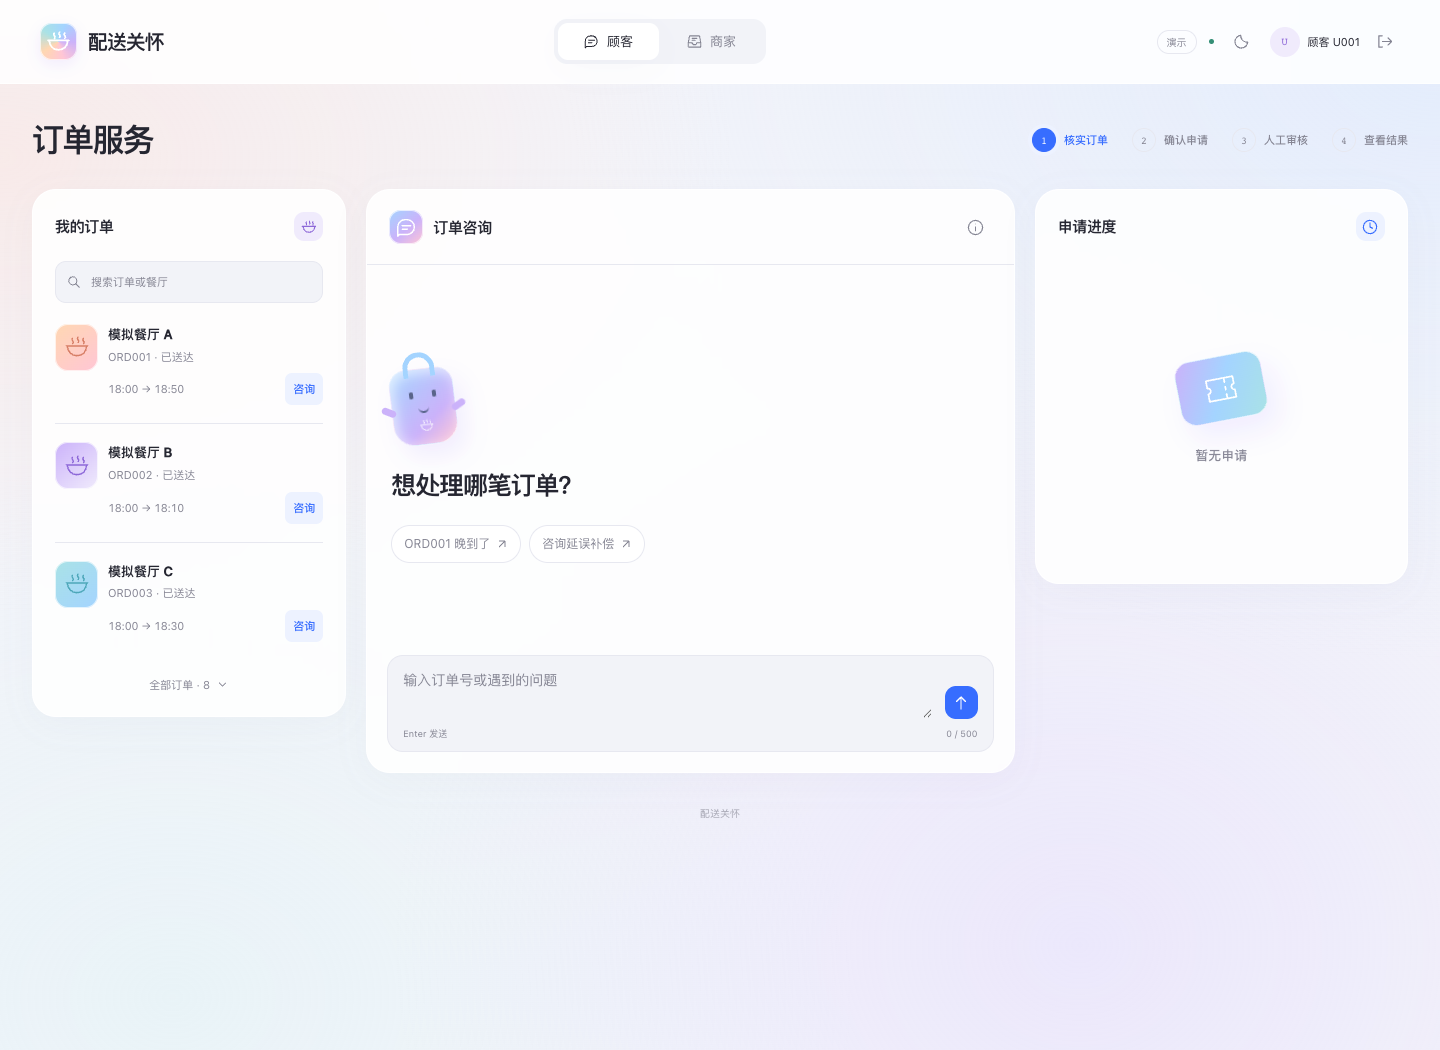 配送关怀
顾客
商家
演示
U
顾客 U001
订单服务
1 核实订单
2 确认申请
3 人工审核
4 查看结果
我的订单
搜索订单或餐厅
模拟餐厅 A
ORD001 · 已送达
18:00 → 18:50
咨询
模拟餐厅 B
ORD002 · 已送达
18:00 → 18:10
咨询
模拟餐厅 C
ORD003 · 已送达
18:00 → 18:30
咨询
全部订单 · 8
订单咨询
想处理哪笔订单?
ORD001 晚到了
咨询延误补偿
输入订单号或遇到的问题
Enter 发送
0 / 500
申请进度
暂无申请
配送关怀